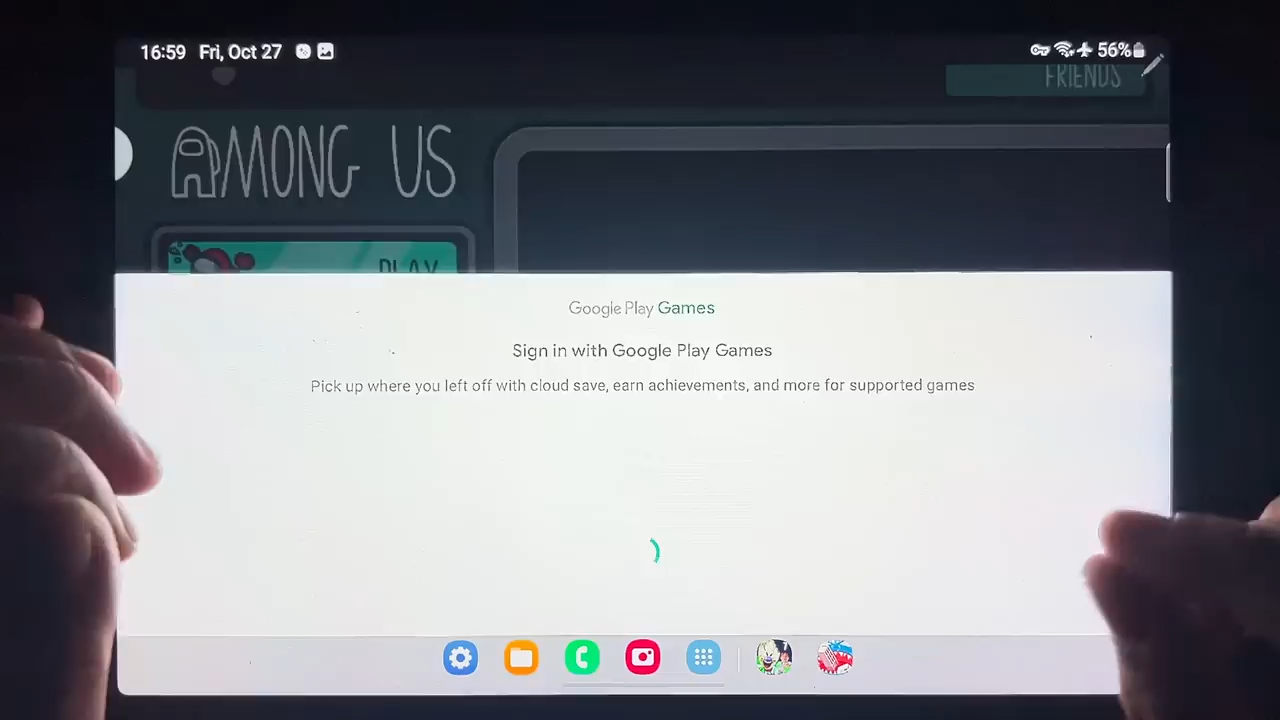 16:59 Fri, Oct 27 56%
FRIENDS
AMONG US
PLAY
Google Play Games
Sign in with Google Play Games
Pick up where you left off with cloud save, earn achievements, and more for supported games